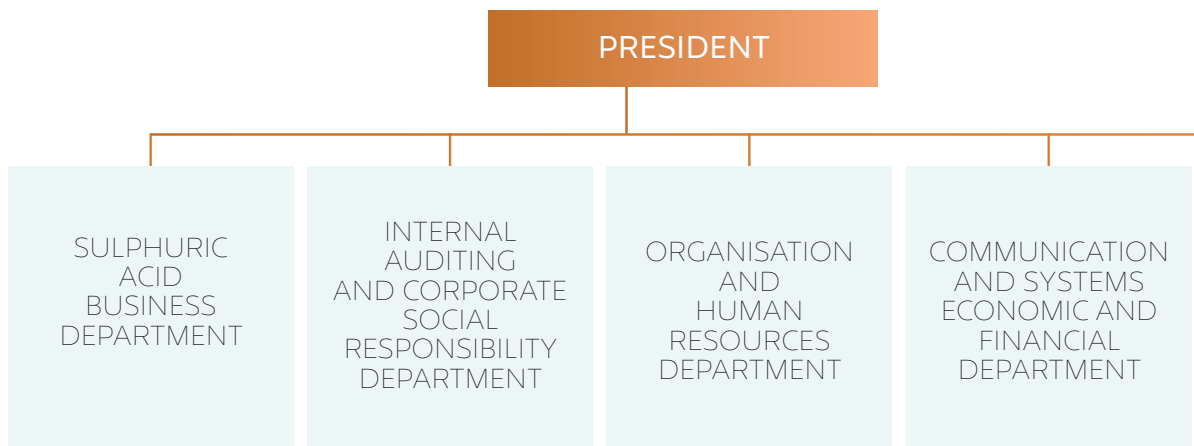 PRESIDENT
SULPHURIC
ACID
BUSINESS
DEPARTMENT
INTERNAL
AUDITING
AND CORPORATE
SOCIAL
RESPONSIBILITY
DEPARTMENT
ORGANISATION
AND
HUMAN
RESOURCES
DEPARTMENT
COMMUNICATION
AND SYSTEMS
ECONOMIC AND
FINANCIAL
DEPARTMENT